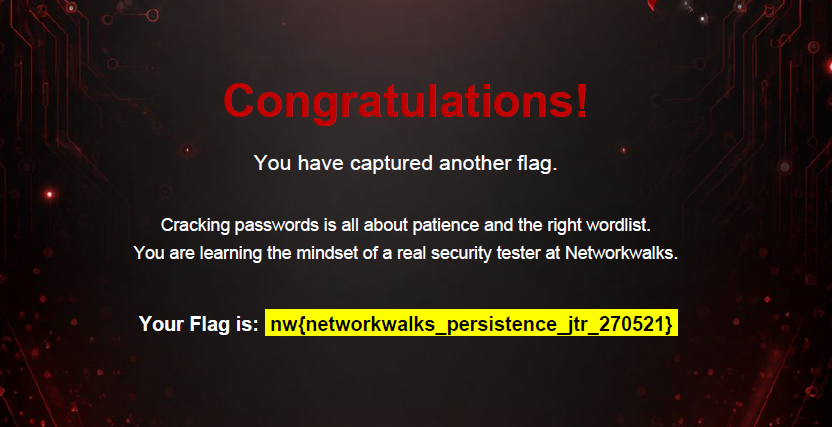 Congratulations!
You have captured another flag.
Cracking passwords is all about patience and the right wordlist.
You are learning the mindset of a real security tester at Networkwalks.
Your Flag is: nw{networkwalks_persistence_jtr_270521}